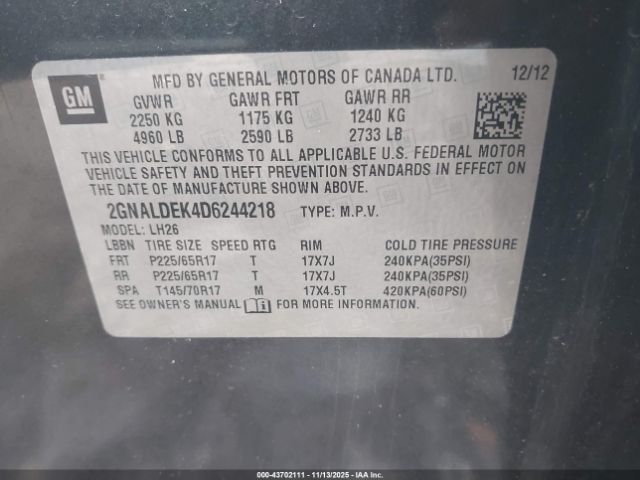 GM
MFD BY GENERAL MOTORS OF CANADA LTD. 12/12
GVWR GAWR FRT GAWR RR
2250 KG 1175 KG 1240 KG
4960 LB 2590 LB 2733 LB
THIS VEHICLE CONFORMS TO ALL APPLICABLE U.S. FEDERAL MOTOR
VEHICLE SAFETY AND THEFT PREVENTION STANDARDS IN EFFECT ON
THE DATE OF MANUFACTURE SHOWN ABOVE.
2GNALDEK4D6244218 TYPE: M.P.V.
MODEL: LH26
LBBN TIRE SIZE SPEED RTG RIM COLD TIRE PRESSURE
FRT P225/65R17 T 17X7J 240KPA(35PSI)
RR P225/65R17 T 17X7J 240KPA(35PSI)
SPA T145/70R17 M 17X4.5T 420KPA(60PSI)
SEE OWNER'S MANUAL FOR MORE INFORMATION.
000-43702111 - 11/13/2025 - Copyright IAA, LLC